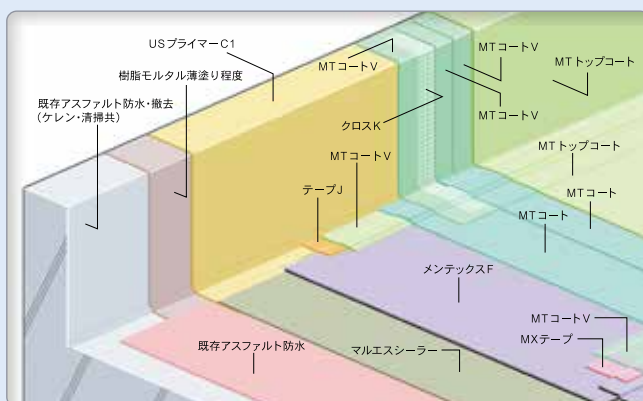 USプライマーC1
MTコートV
MTコートV
MTトップコート
樹脂モルタル薄塗り程度
既存アスファルト防水・撤去
(ケレン・清掃共)
クロスK
MTコートV
MTコートV
MTトップコート
テープJ
MTコート
MTコート
メンテックスF
MTコートV
MXテープ
既存アスファルト防水
マルエスシーラー